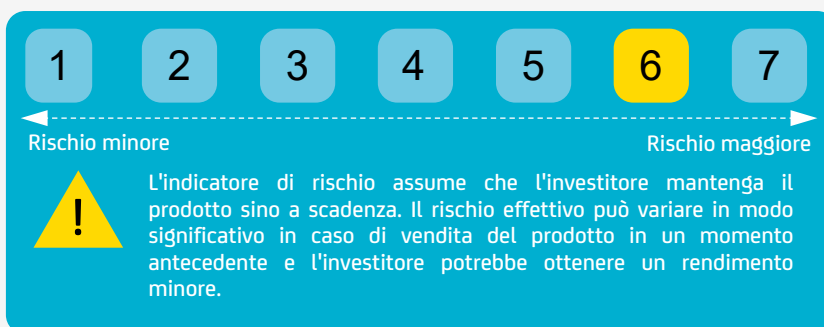 1 2 3 4 5 6 7
Rischio minore Rischio maggiore
!
L'indicatore di rischio assume che l'investitore mantenga il
prodotto sino a scadenza. Il rischio effettivo può variare in modo
significativo in caso di vendita del prodotto in un momento
antecedente e l'investitore potrebbe ottenere un rendimento
minore.